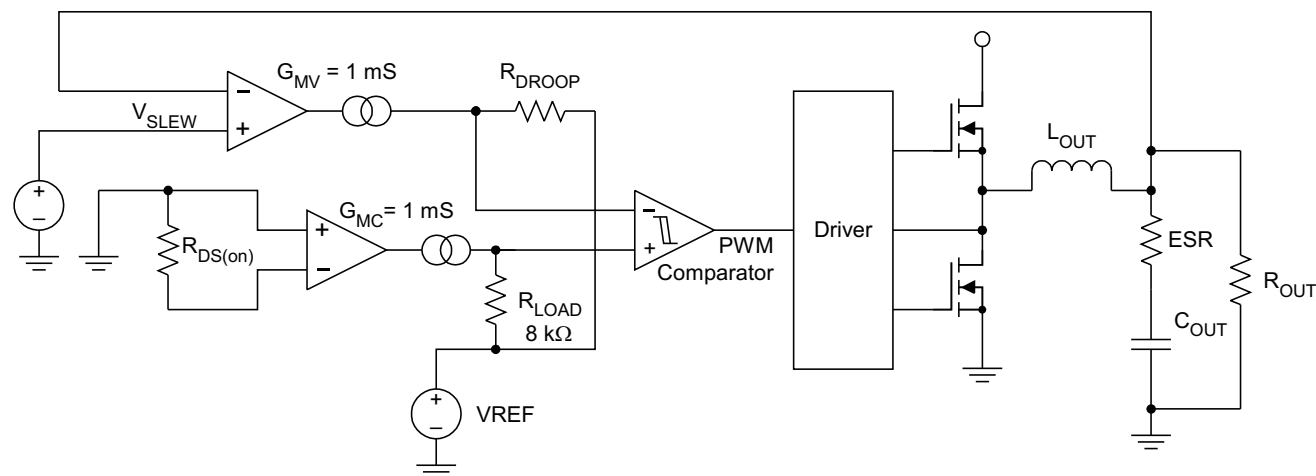 G_MV = 1 mS
R_DROOP
−
V_SLEW
+
L_OUT
+
−
G_MC = 1 mS
+
R_DS(on)
−
−
+
PWM
Comparator
Driver
ESR
R_OUT
R_LOAD
8 kΩ
C_OUT
+
−
VREF